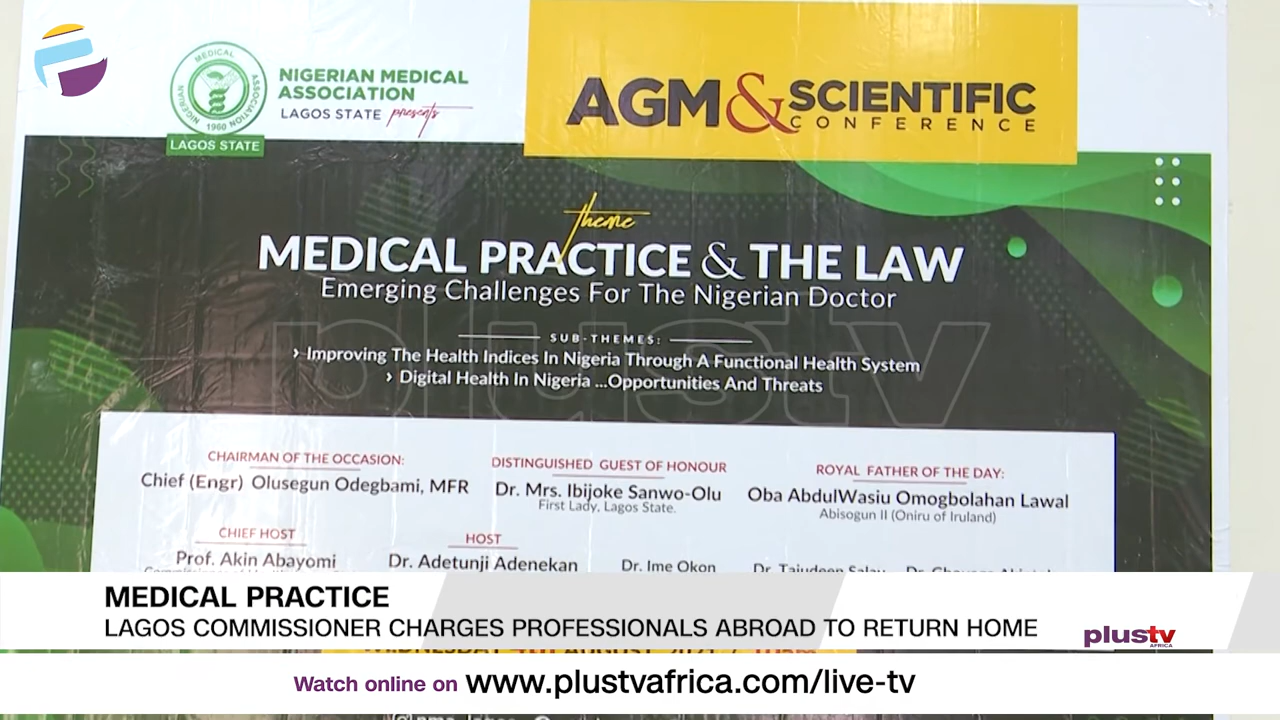 NIGERIAN MEDICAL
ASSOCIATION
LAGOS STATE presents
MEDICAL ASSOCIATION
NIGERIAN
1960
LAGOS STATE
AGM & SCIENTIFIC
CONFERENCE
theme
MEDICAL PRACTICE & THE LAW
Emerging Challenges For The Nigerian Doctor
SUB-THEMES:
› Improving The Health Indices In Nigeria Through A Functional Health System
› Digital Health In Nigeria ...Opportunities And Threats
plustv
CHAIRMAN OF THE OCCASION:
Chief (Engr) Olusegun Odegbami, MFR
DISTINGUISHED GUEST OF HONOUR
Dr. Mrs. Ibijoke Sanwo-Olu
First Lady, Lagos State.
ROYAL FATHER OF THE DAY:
Oba AbdulWasiu Omogbolahan Lawal
Abisogun II (Oniru of Iruland)
CHIEF HOST
Prof. Akin Abayomi
HOST
Dr. Adetunji Adenekan
Dr. Ime Okon
Dr. Tajudeen Salau
MEDICAL PRACTICE
LAGOS COMMISSIONER CHARGES PROFESSIONALS ABROAD TO RETURN HOME
plustv
AFRICA
Watch online on www.plustvafrica.com/live-tv